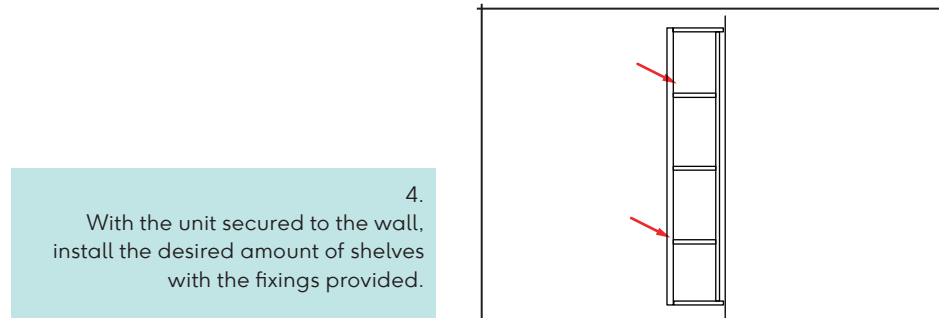 4.
With the unit secured to the wall,
install the desired amount of shelves
with the fixings provided.